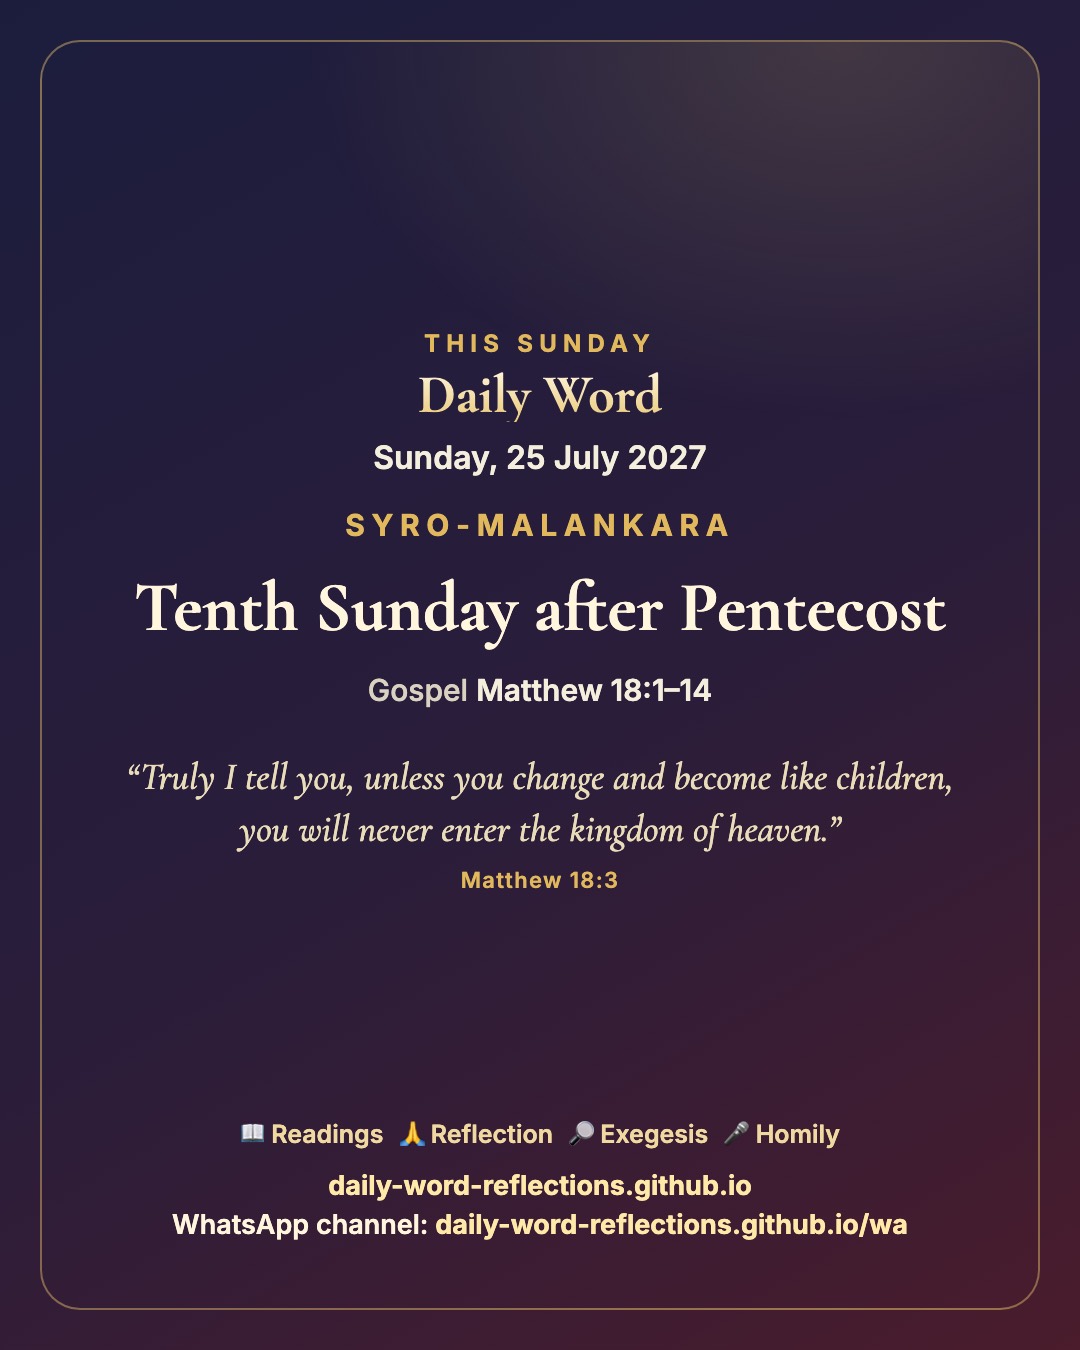 THIS SUNDAY
Daily Word
Sunday, 25 July 2027
SYRO-MALANKARA
Tenth Sunday after Pentecost
Gospel Matthew 18:1–14
“Truly I tell you, unless you change and become like children,
you will never enter the kingdom of heaven.”
Matthew 18:3
📖 Readings 🙏 Reflection 🔎 Exegesis 🎤 Homily
daily-word-reflections.github.io
WhatsApp channel: daily-word-reflections.github.io/wa